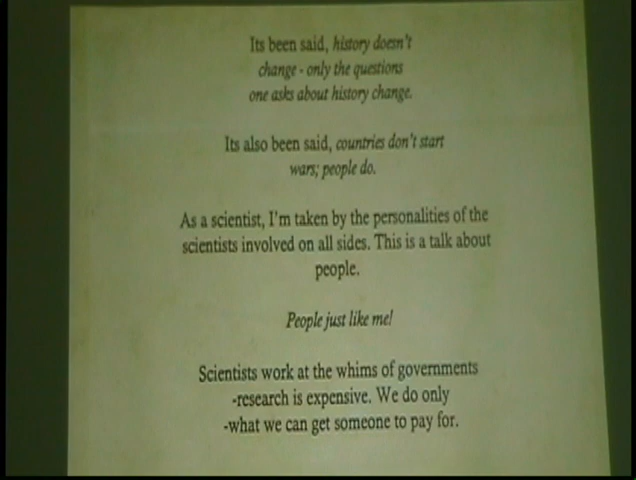 Its been said, history doesn't
change - only the questions
one asks about history change.
Its also been said, countries don't start
wars; people do.
As a scientist, I'm taken by the personalities of the
scientists involved on all sides. This is a talk about
people.
People just like me!
Scientists work at the whims of governments
-research is expensive. We do only
-what we can get someone to pay for.